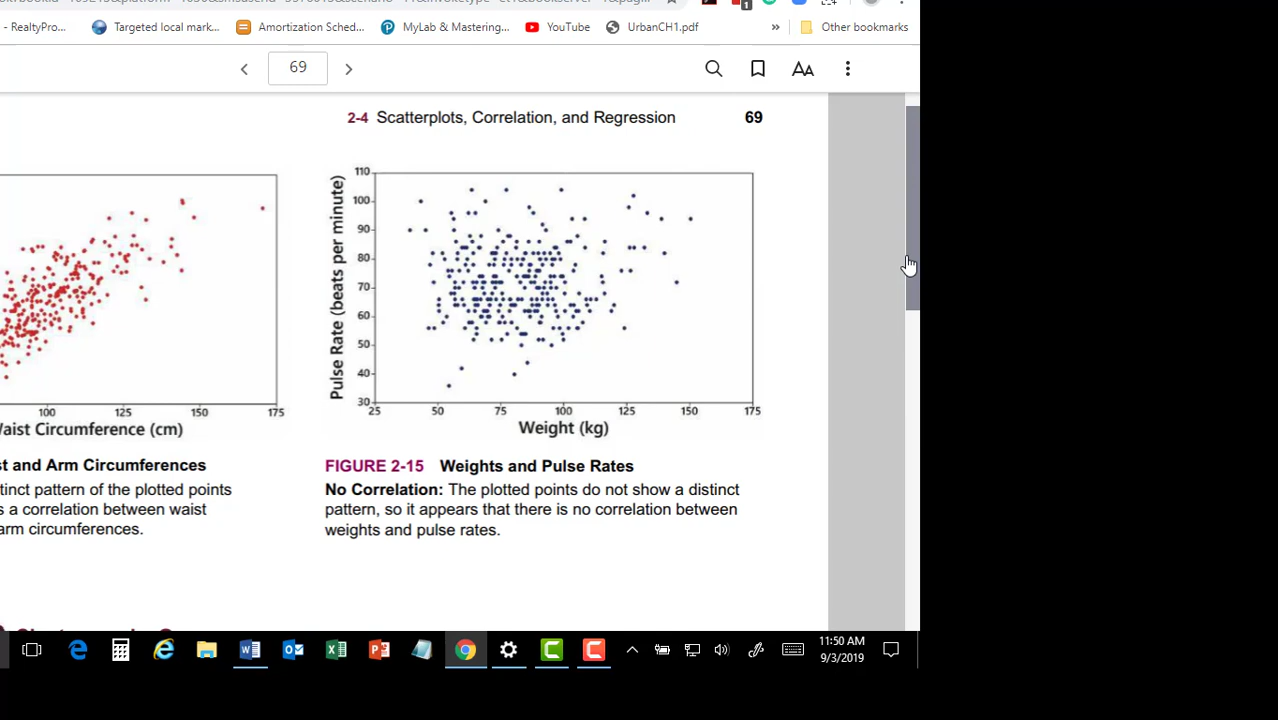 - RealtyPro...
Targeted local mark...
Amortization Sched...
MyLab & Mastering...
YouTube
UrbanCH1.pdf
»
Other bookmarks
69
AA
2-4 Scatterplots, Correlation, and Regression 69
100 125 150 175
Waist Circumference (cm)
st and Arm Circumferences
tinct pattern of the plotted points
s a correlation between waist
arm circumferences.
Pulse Rate (beats per minute)
110
100
90
80
70
60
50
40
30
25 50 75 100 125 150 175
Weight (kg)
FIGURE 2-15 Weights and Pulse Rates
No Correlation: The plotted points do not show a distinct
pattern, so it appears that there is no correlation between
weights and pulse rates.
11:50 AM
9/3/2019